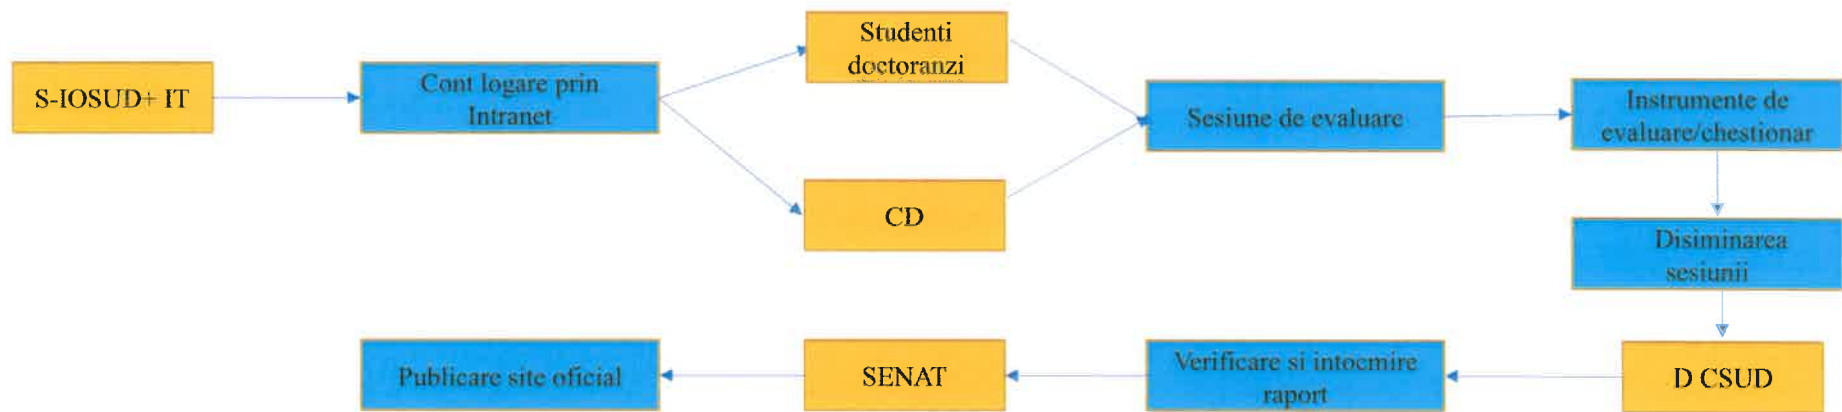 S-IOSUD+ IT
Cont logare prin
Intranet
Studenti
doctoranzi
CD
Sesiune de evaluare
Instrumente de
evaluare/chestionar
Disiminarea
sesiunii
D CSUD
Verificare si intocmire
raport
SENAT
Publicare site oficial